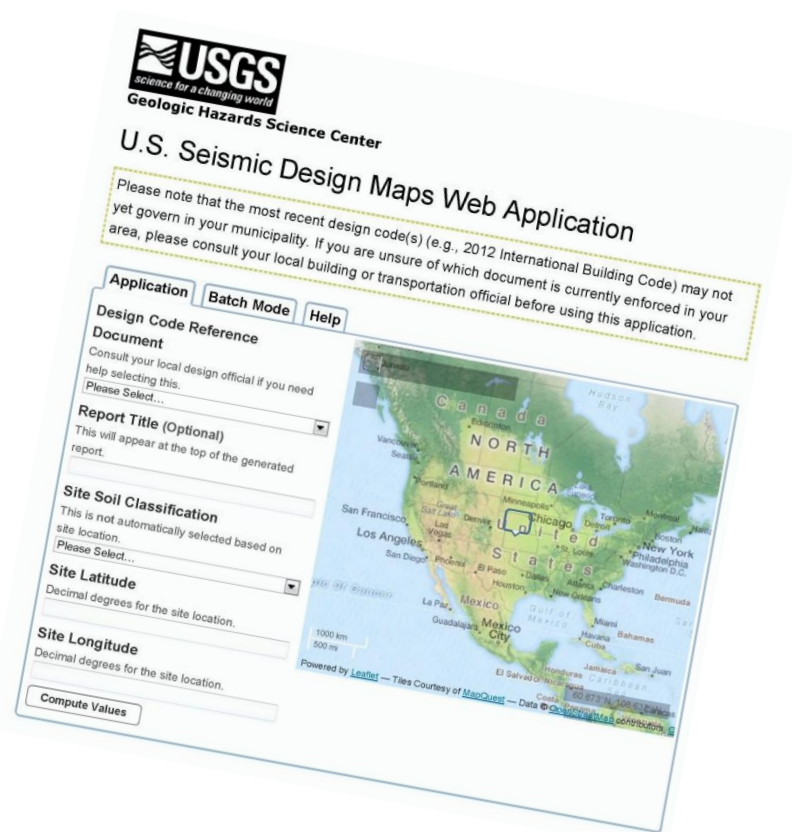 USGS
science for a changing world
Geologic Hazards Science Center
U.S. Seismic Design Maps Web Application
Please note that the most recent design code(s) (e.g., 2012 International Building Code) may not
yet govern in your municipality. If you are unsure of which document is currently enforced in your
area, please consult your local building or transportation official before using this application.
Application
Batch Mode
Help
Design Code Reference
Document
Consult your local design official if you need
help selecting this.
Please Select...
Report Title (Optional)
This will appear at the top of the generated
report.
Site Soil Classification
This is not automatically selected based on
site location.
Please Select...
Site Latitude
Decimal degrees for the site location.
Site Longitude
Decimal degrees for the site location.
Compute Values
Hudson
Bay
Canada
Edmonton
Vancouver
NORTH
AMERICA
Portland
Minneapolis
Great
Salt Lake
Toronto
Montreal
San Francisco
Denver
Chicago
Detroit
Boston
Las
Vegas
United
New York
Los Angeles
St. Louis
Philadelphia
Washington D.C.
San Diego
Phoenix
States
El Paso
Dallas
Atlanta
Charleston
Bermuda
Houston
New Orleans
La Paz
Mexico
Gulf of
Mexico
Miami
Guadalajara
Mexico
City
Havana
Bahamas
Cuba
1000 km
500 mi
Jamaica
San Juan
Honduras
Caribbean
El Salvador
Nicaragua
Powered by Leaflet — Tiles Courtesy of MapQuest — Data © OpenStreetMap contributors